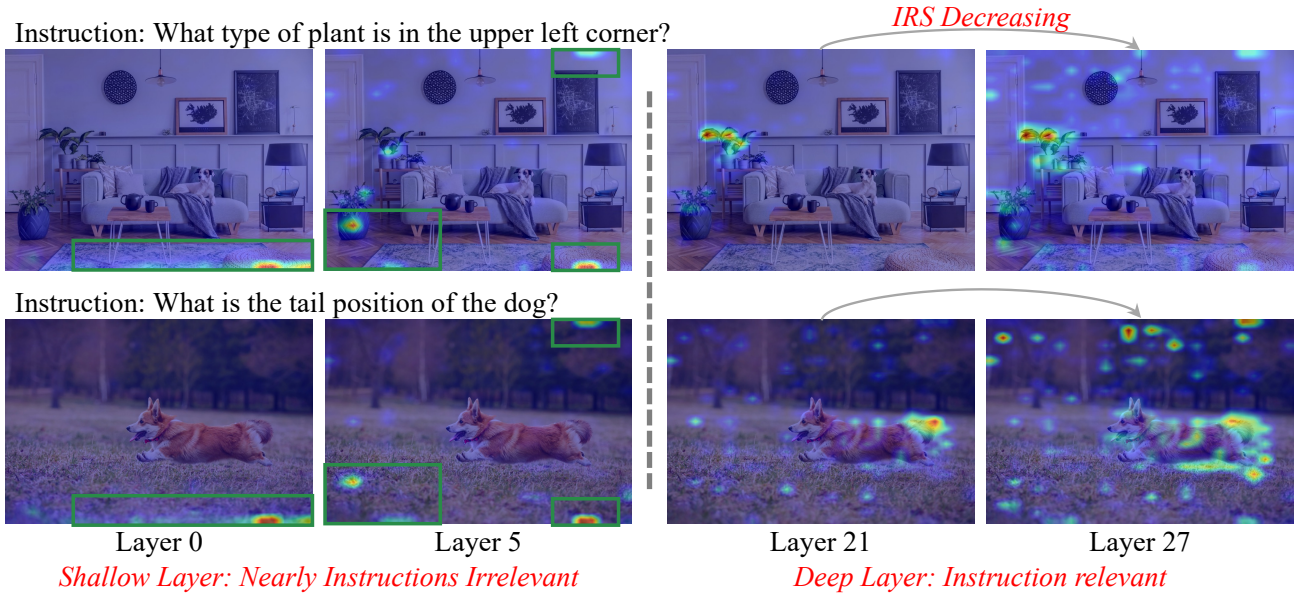 IRS Decreasing
Instruction: What type of plant is in the upper left corner?
Instruction: What is the tail position of the dog?
Layer 0
Layer 5
Layer 21
Layer 27
Shallow Layer: Nearly Instructions Irrelevant
Deep Layer: Instruction relevant